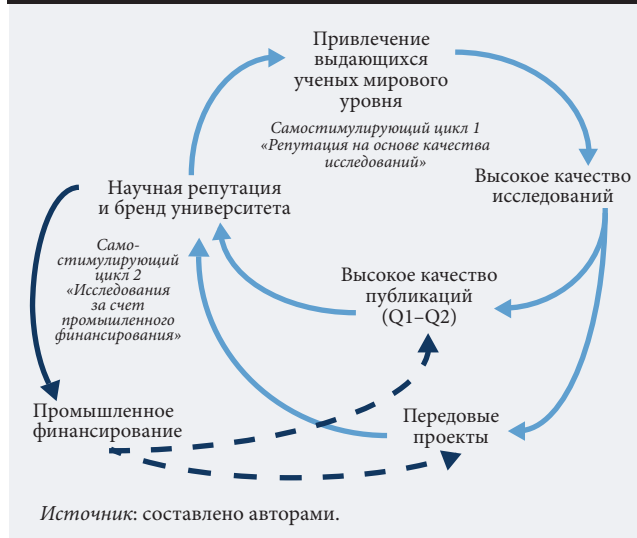 Привлечение
выдающихся
ученых мирового
уровня
Самостимулирующий цикл 1
«Репутация на основе качества
исследований»
Высокое качество
исследований
Научная репутация
и бренд университета
Само-
стимулирующий
цикл 2
«Исследования
за счет
промышленного
финансирования»
Высокое качество
публикаций
(Q1–Q2)
Промышленное
финансирование
Передовые
проекты
Источник: составлено авторами.